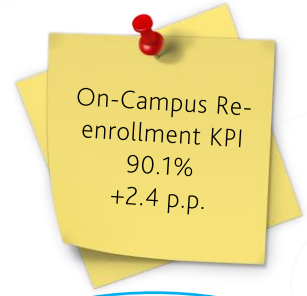 On-Campus Re-
enrollment KPI
90.1%
+2.4 p.p.